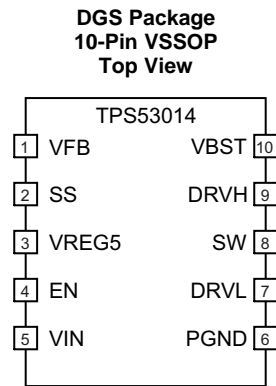 DGS Package
10-Pin VSSOP
Top View
TPS53014
1 VFB VBST 10
2 SS DRVH 9
3 VREG5 SW 8
4 EN DRVL 7
5 VIN PGND 6